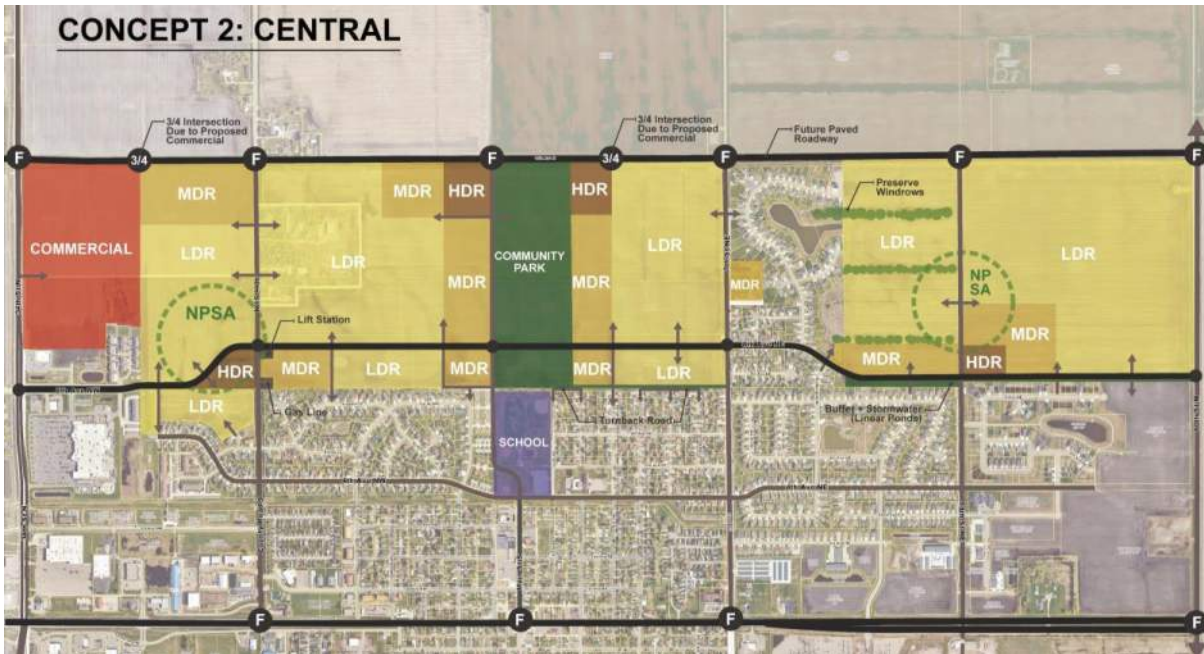 CONCEPT 2: CENTRAL
3/4 Intersection
Due to Proposed
Commercial
3/4 Intersection
Due to Proposed
Commercial
Future Paved
Roadway
F
3/4
F
F
3/4
F
F
F
MDR
MDR
HDR
HDR
Preserve
Windrows
COMMERCIAL
LDR
LDR
MDR
COMMUNITY
PARK
MDR
LDR
MDR
LDR
NP
SA
LDR
MDR
NPSA
Lift Station
HDR
MDR
LDR
MDR
MDR
LDR
MDR
HDR
LDR
Gas Line
Turnback Road
Buffer + Stormwater
(Linear Ponds)
SCHOOL
F
F
F
F